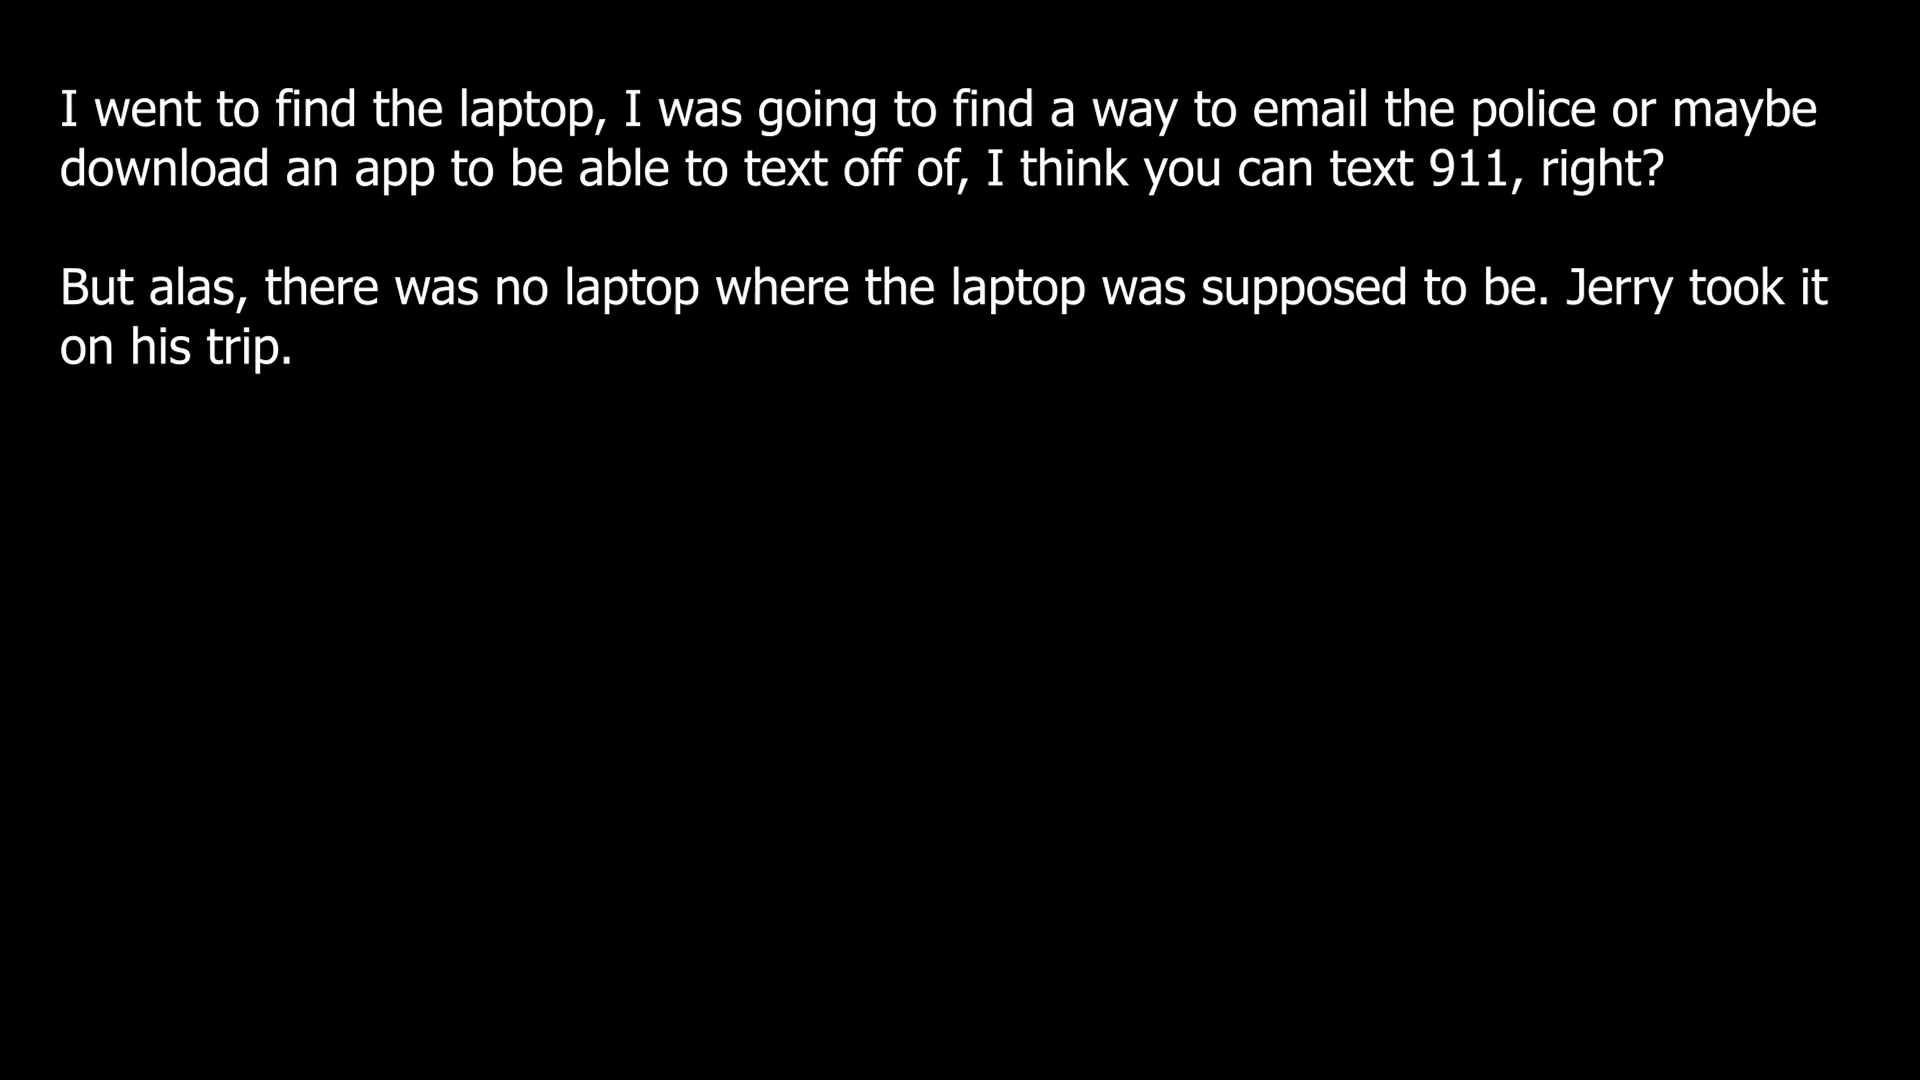 I went to find the laptop, I was going to find a way to email the police or maybe
download an app to be able to text off of, I think you can text 911, right?
But alas, there was no laptop where the laptop was supposed to be. Jerry took it
on his trip.